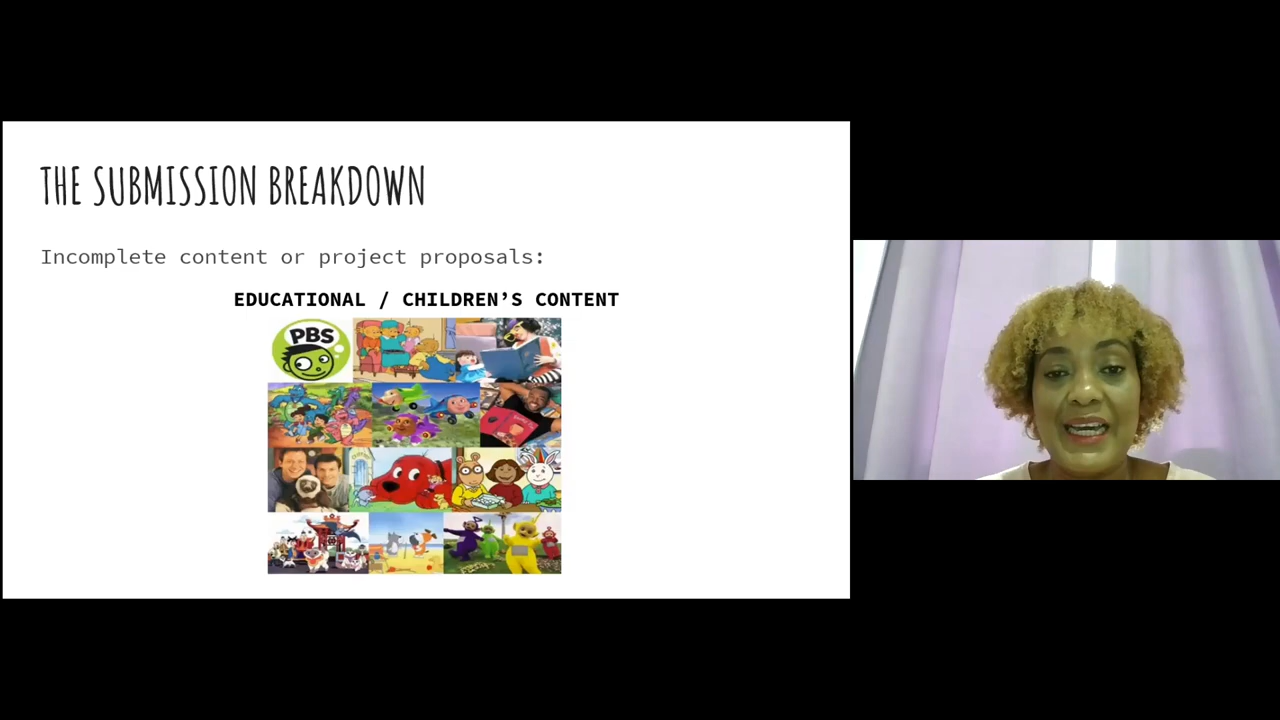 THE SUBMISSION BREAKDOWN
Incomplete content or project proposals:
EDUCATIONAL / CHILDREN’S CONTENT
PBS